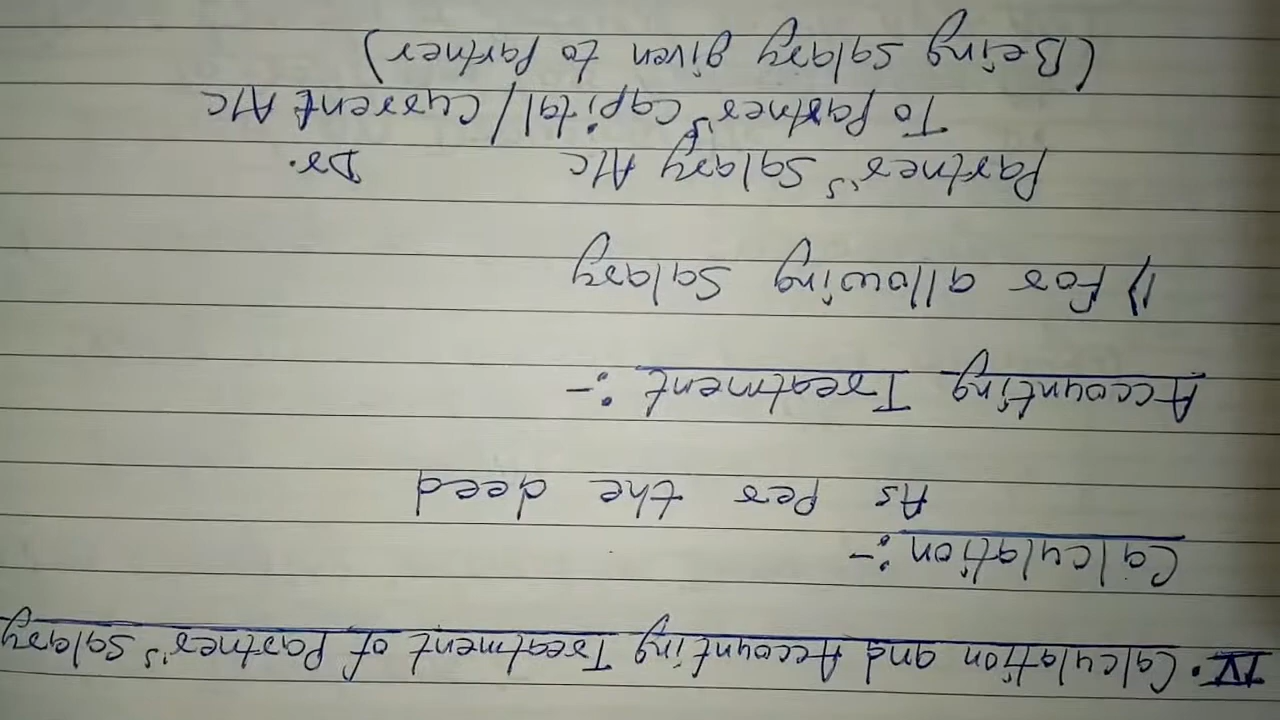 IV. Calculation and Accounting Treatment of Partner's Salary
Calculation :-
As Per the deed
Accounting Treatment :-
1) For allowing salary
Partner's Salary A/c Dr.
To Partner's Capital/Current A/c
(Being salary given to Partner)